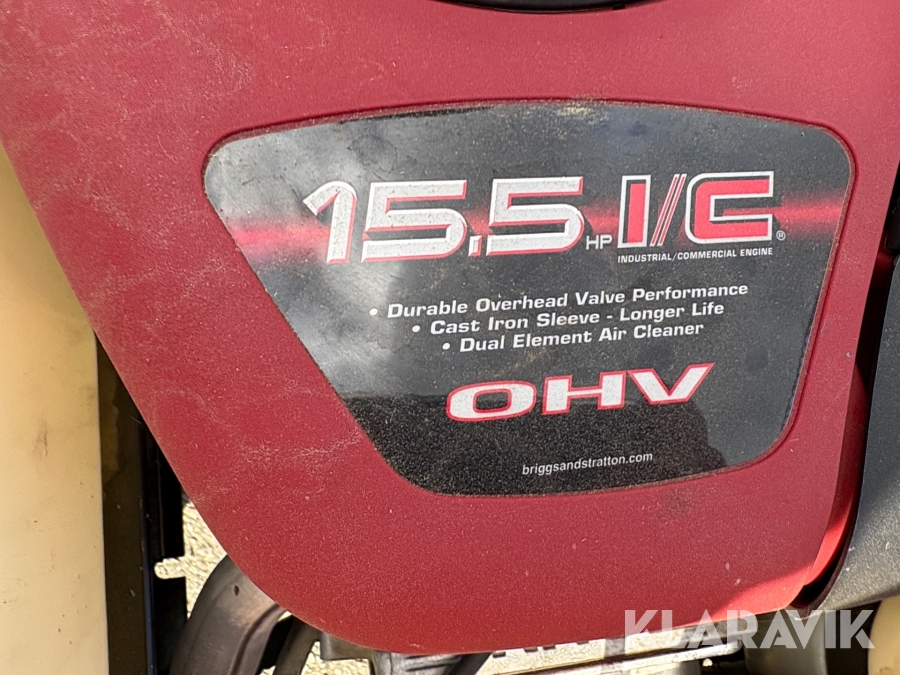 15.5 HP I/C®
INDUSTRIAL/COMMERCIAL ENGINE
• Durable Overhead Valve Performance
• Cast Iron Sleeve - Longer Life
• Dual Element Air Cleaner
OHV
briggsandstratton.com
KLARAVIK